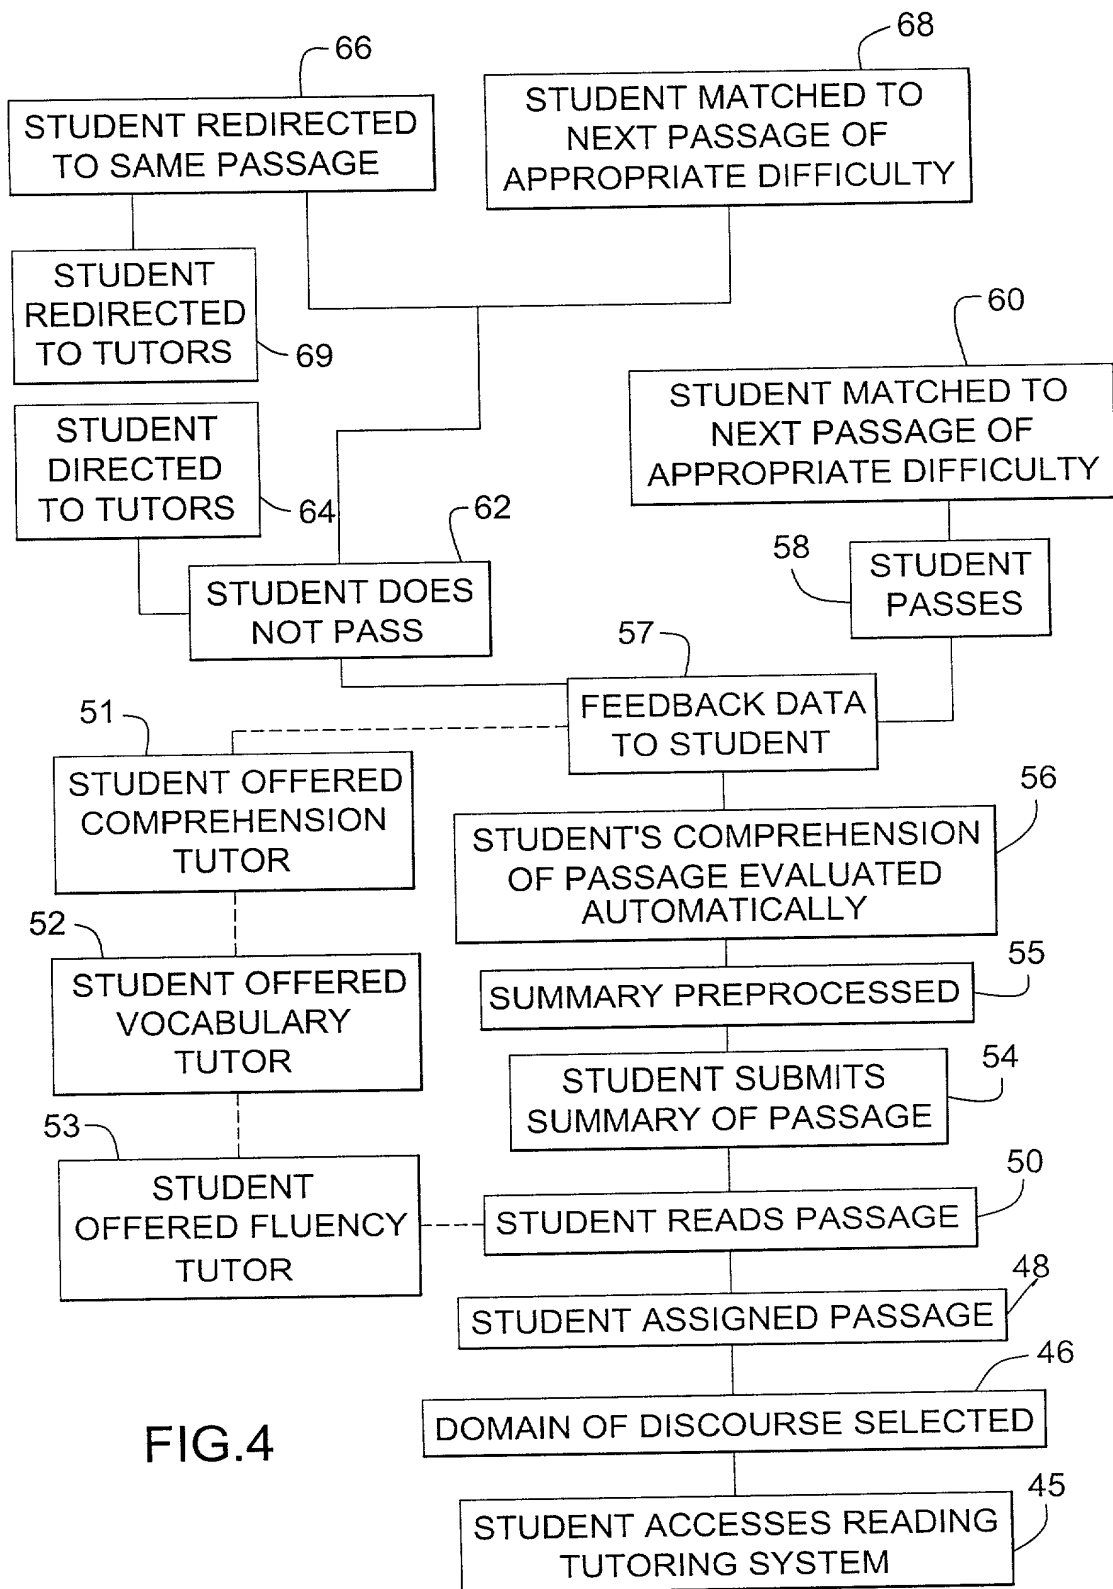 66
STUDENT REDIRECTED
TO SAME PASSAGE
68
STUDENT MATCHED TO
NEXT PASSAGE OF
APPROPRIATE DIFFICULTY
STUDENT
REDIRECTED
TO TUTORS
69
60
STUDENT MATCHED TO
NEXT PASSAGE OF
APPROPRIATE DIFFICULTY
STUDENT
DIRECTED
TO TUTORS
64
62
STUDENT DOES
NOT PASS
58
STUDENT
PASSES
57
FEEDBACK DATA
TO STUDENT
51
STUDENT OFFERED
COMPREHENSION
TUTOR
56
STUDENT'S COMPREHENSION
OF PASSAGE EVALUATED
AUTOMATICALLY
52
STUDENT OFFERED
VOCABULARY
TUTOR
55
SUMMARY PREPROCESSED
54
STUDENT SUBMITS
SUMMARY OF PASSAGE
53
STUDENT
OFFERED FLUENCY
TUTOR
50
STUDENT READS PASSAGE
48
STUDENT ASSIGNED PASSAGE
46
DOMAIN OF DISCOURSE SELECTED
FIG.4
45
STUDENT ACCESSES READING
TUTORING SYSTEM